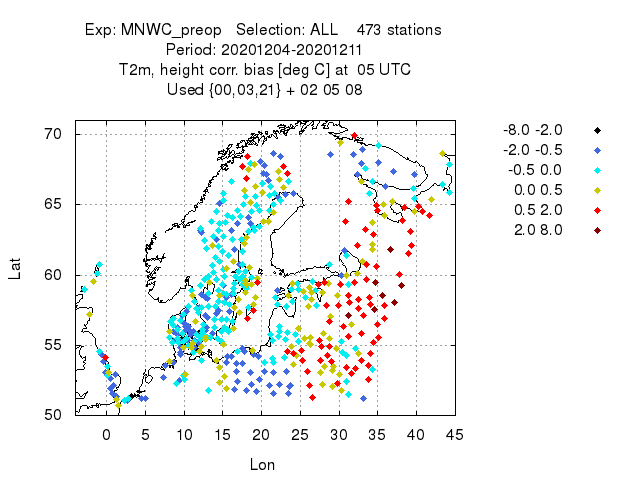 Exp: MNWC_preop   Selection: ALL    473 stations
Period: 20201204-20201211
T2m, height corr. bias [deg C] at  05 UTC
Used {00,03,21} + 02 05 08
-8.0 -2.0
-2.0 -0.5
-0.5 0.0
0.0 0.5
0.5 2.0
2.0 8.0
70
65
60
55
50
Lat
0 5 10 15 20 25 30 35 40 45
Lon